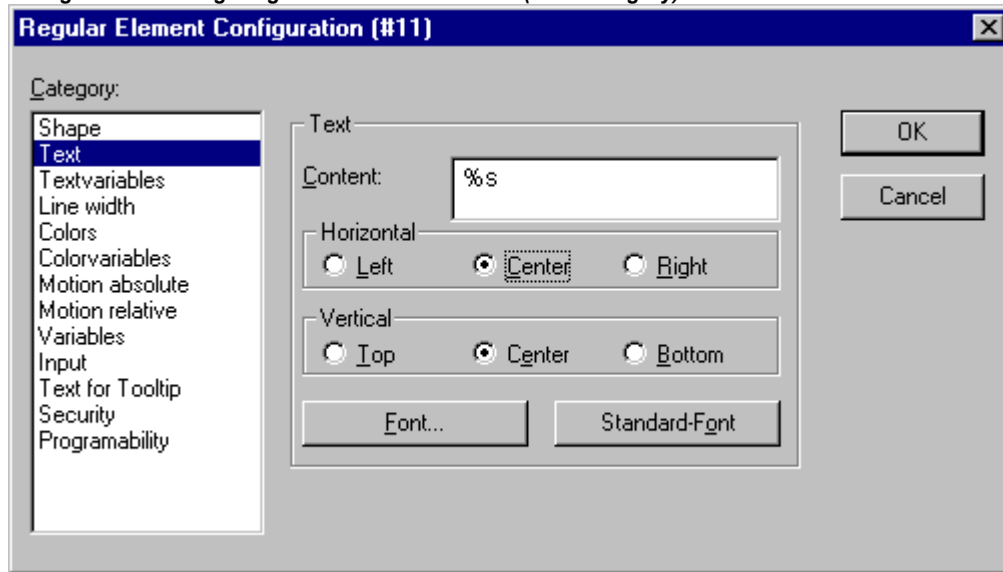 Regular Element Configuration (#11)
Category:
Shape
Text
Textvariables
Line width
Colors
Colorvariables
Motion absolute
Motion relative
Variables
Input
Text for Tooltip
Security
Programability
Text
Content: %s
Horizontal
Left Center Right
Vertical
Top Center Bottom
Font... Standard-Font
OK
Cancel